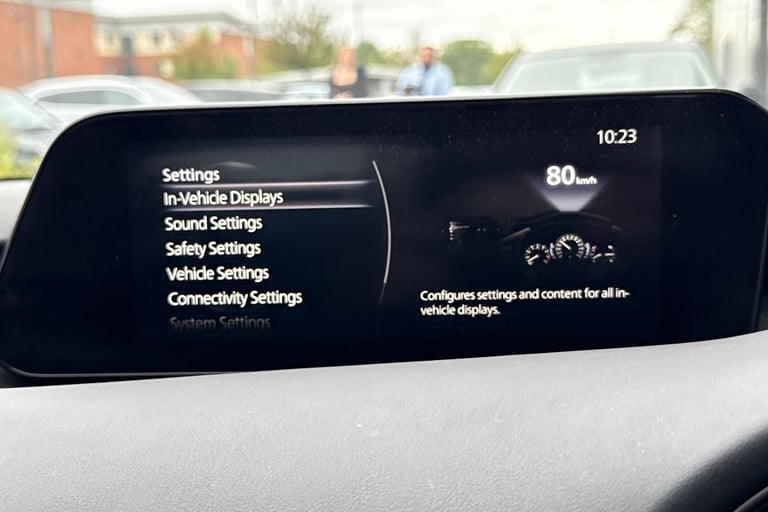 10:23
Settings
In-Vehicle Displays
Sound Settings
Safety Settings
Vehicle Settings
Connectivity Settings
System Settings
80 km/h
Configures settings and content for all in-
vehicle displays.